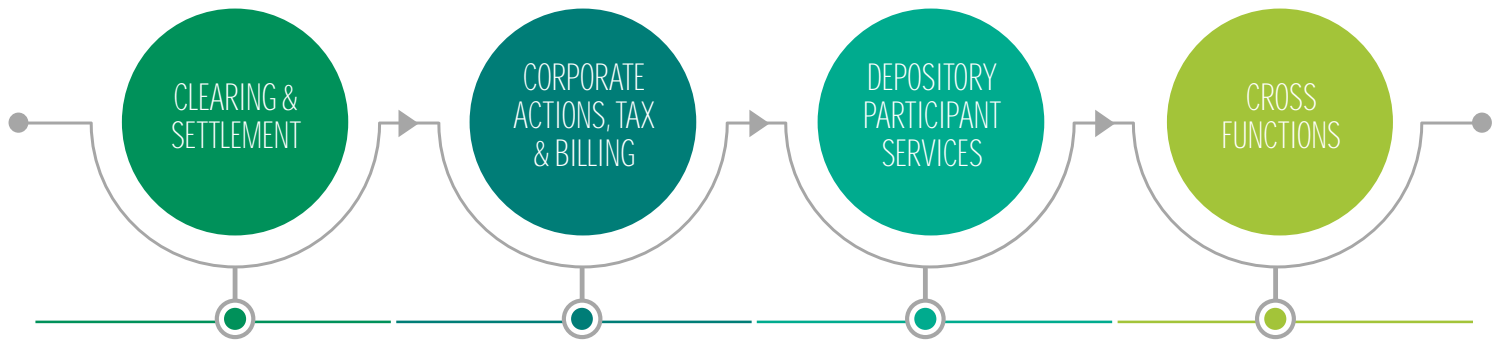 CLEARING &
SETTLEMENT
CORPORATE
ACTIONS, TAX
& BILLING
DEPOSITORY
PARTICIPANT
SERVICES
CROSS
FUNCTIONS